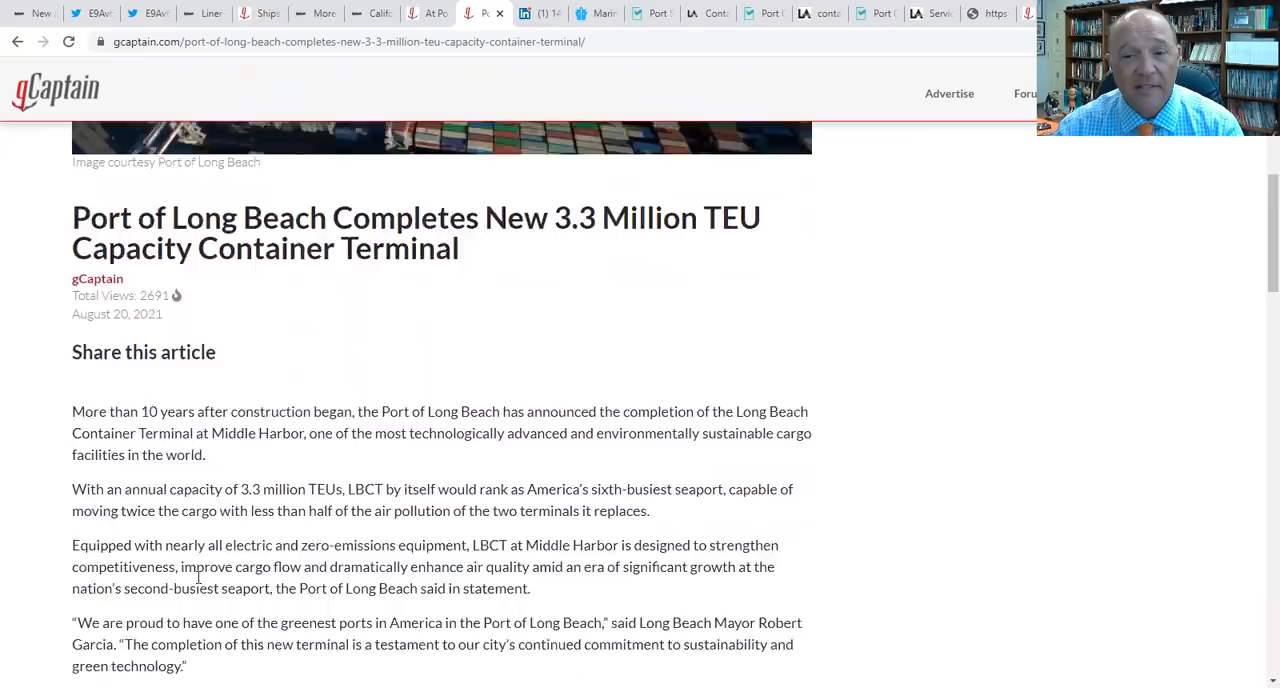 New
E9Ave
E9Ave
Liner-
Ships
More
Califo
At Po
Po
(1) 14
Marin
Port S
Conta
Port C
conta
Port C
Servic
https:
gcaptain.com/port-of-long-beach-completes-new-3-3-million-teu-capacity-container-terminal/
gCaptain
Advertise
Foru
Image courtesy Port of Long Beach
Port of Long Beach Completes New 3.3 Million TEU
Capacity Container Terminal
gCaptain
Total Views: 2691
August 20, 2021
Share this article
More than 10 years after construction began, the Port of Long Beach has announced the completion of the Long Beach
Container Terminal at Middle Harbor, one of the most technologically advanced and environmentally sustainable cargo
facilities in the world.
With an annual capacity of 3.3 million TEUs, LBCT by itself would rank as America’s sixth-busiest seaport, capable of
moving twice the cargo with less than half of the air pollution of the two terminals it replaces.
Equipped with nearly all electric and zero-emissions equipment, LBCT at Middle Harbor is designed to strengthen
competitiveness, improve cargo flow and dramatically enhance air quality amid an era of significant growth at the
nation’s second-busiest seaport, the Port of Long Beach said in statement.
“We are proud to have one of the greenest ports in America in the Port of Long Beach,” said Long Beach Mayor Robert
Garcia. “The completion of this new terminal is a testament to our city’s continued commitment to sustainability and
green technology.”